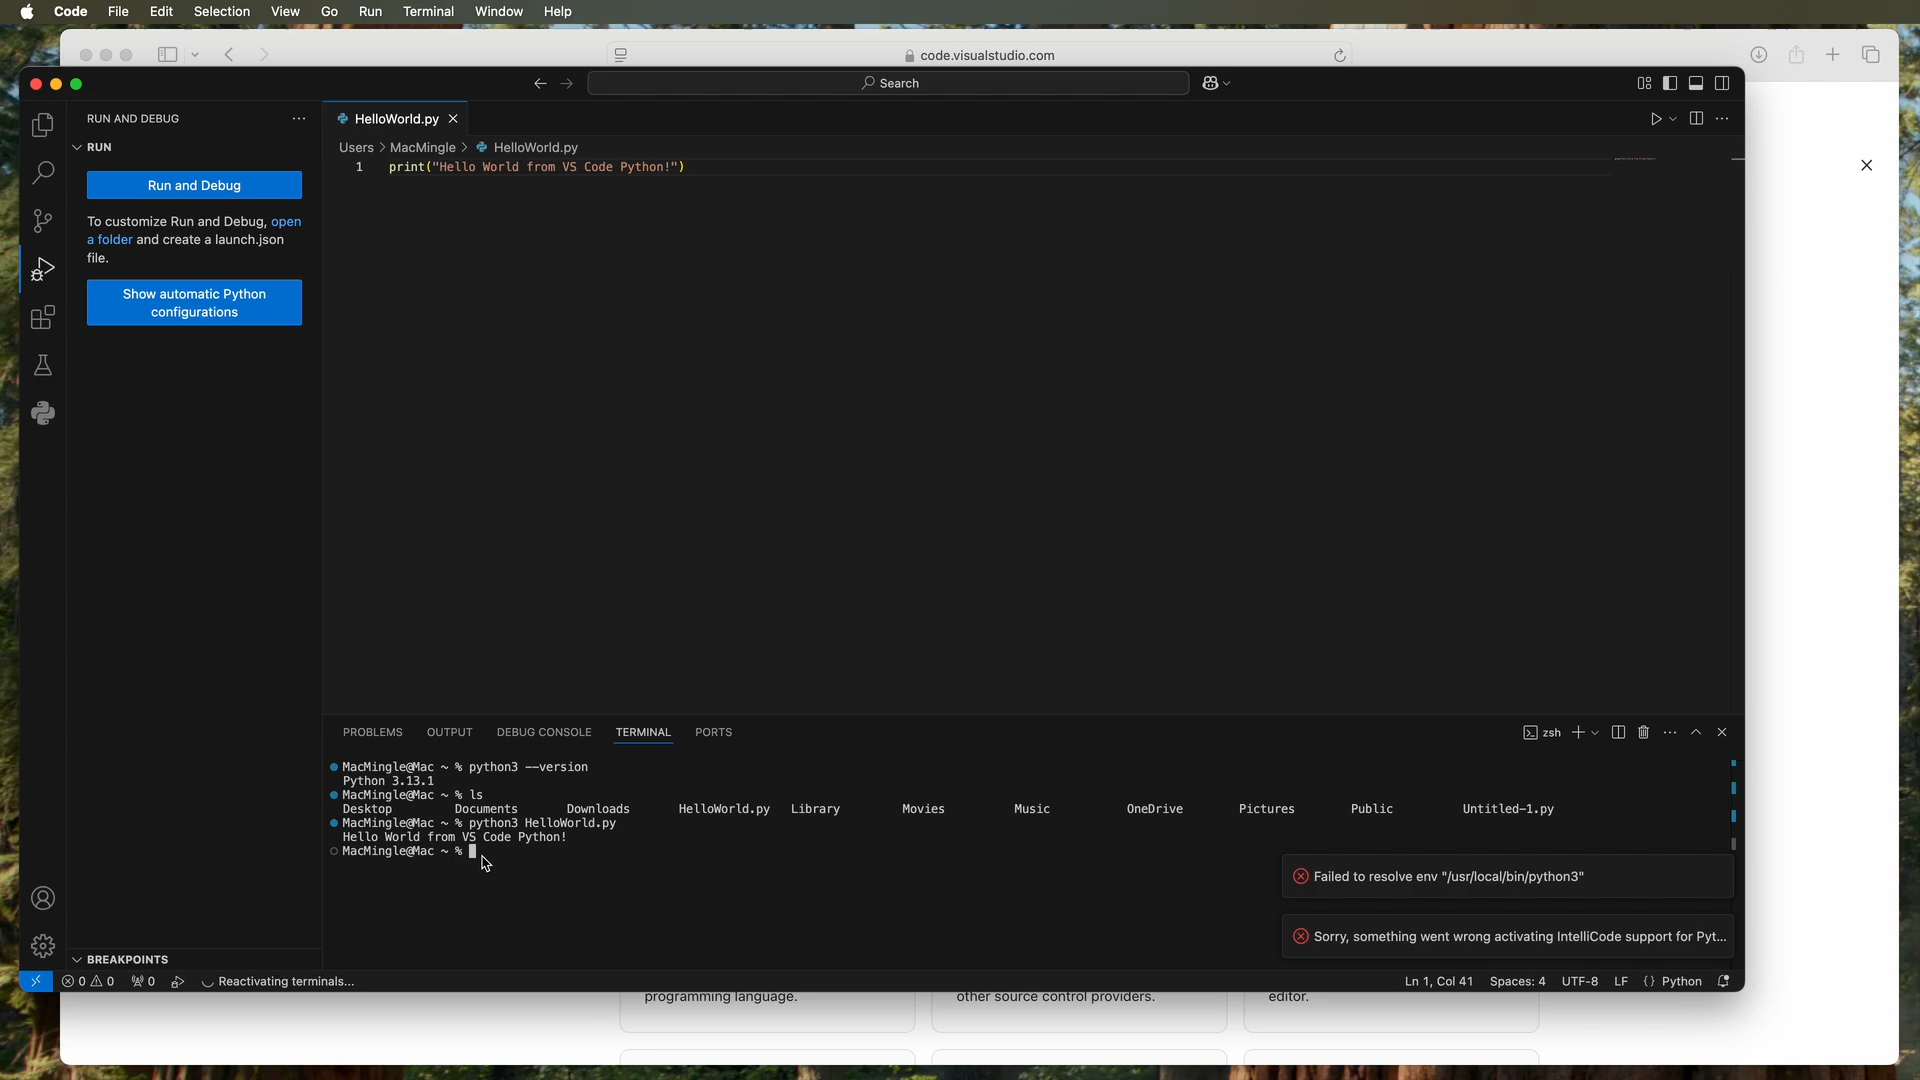 Code File Edit Selection View Go Run Terminal Window Help
code.visualstudio.com
Search
RUN AND DEBUG
RUN
Run and Debug
To customize Run and Debug, open
a folder and create a launch.json
file.
Show automatic Python
configurations
BREAKPOINTS
HelloWorld.py
Users > MacMingle > HelloWorld.py
1 print("Hello World from VS Code Python!")
PROBLEMS OUTPUT DEBUG CONSOLE TERMINAL PORTS
zsh
MacMingle@Mac ~ % python3 --version
Python 3.13.1
MacMingle@Mac ~ % ls
Desktop Documents Downloads HelloWorld.py Library Movies Music OneDrive Pictures Public Untitled-1.py
MacMingle@Mac ~ % python3 HelloWorld.py
Hello World from VS Code Python!
MacMingle@Mac ~ %
Failed to resolve env "/usr/local/bin/python3"
Sorry, something went wrong activating IntelliCode support for Pyt...
0 0 0 Reactivating terminals... Ln 1, Col 41 Spaces: 4 UTF-8 LF {} Python
programming language. other source control providers. editor.